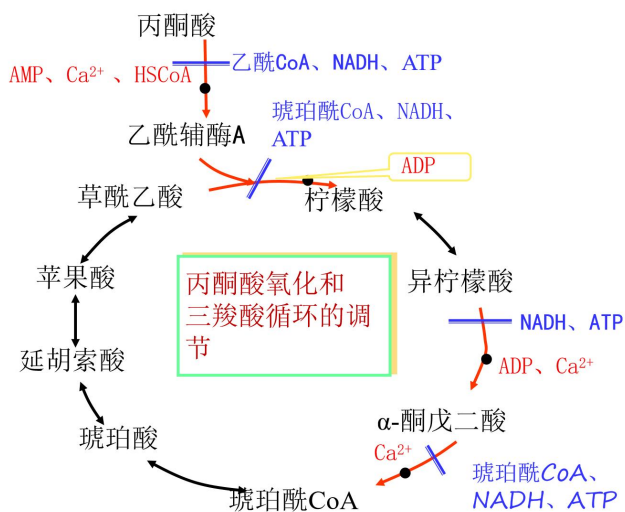 丙酮酸
乙酰CoA、NADH、ATP
AMP、Ca²⁺ 、HSCoA
琥珀酰CoA、NADH、
ATP
乙酰辅酶A
ADP
草酰乙酸
柠檬酸
苹果酸
异柠檬酸
丙酮酸氧化和
三羧酸循环的调
节
NADH、ATP
延胡索酸
ADP、Ca²⁺
α-酮戊二酸
琥珀酸
Ca²⁺
琥珀酰CoA、
NADH、ATP
琥珀酰CoA